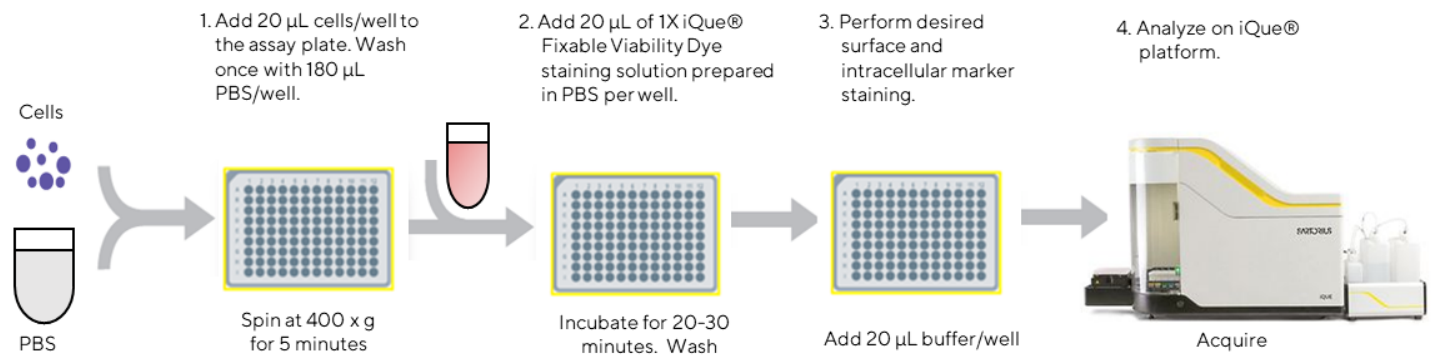 1. Add 20 µL cells/well to
the assay plate. Wash
once with 180 µL
PBS/well.
2. Add 20 µL of 1X iQue®
Fixable Viability Dye
staining solution prepared
in PBS per well.
3. Perform desired
surface and
intracellular marker
staining.
4. Analyze on iQue®
platform.
Cells
PBS
Spin at 400 x g
for 5 minutes
Incubate for 20-30
minutes. Wash
Add 20 µL buffer/well
SARTORIUS
iQUE
Acquire